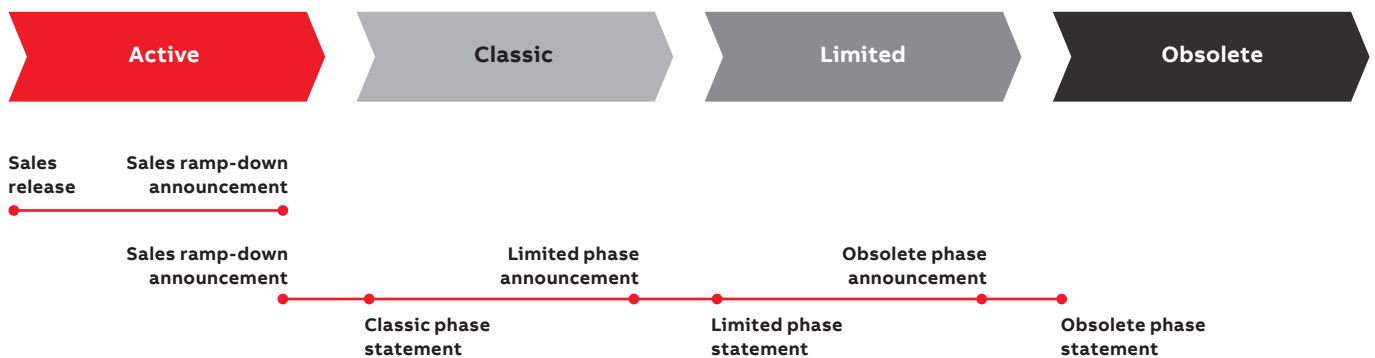 Active
Classic
Limited
Obsolete
Sales
release
Sales ramp-down
announcement
Sales ramp-down
announcement
Limited phase
announcement
Obsolete phase
announcement
Classic phase
statement
Limited phase
statement
Obsolete phase
statement